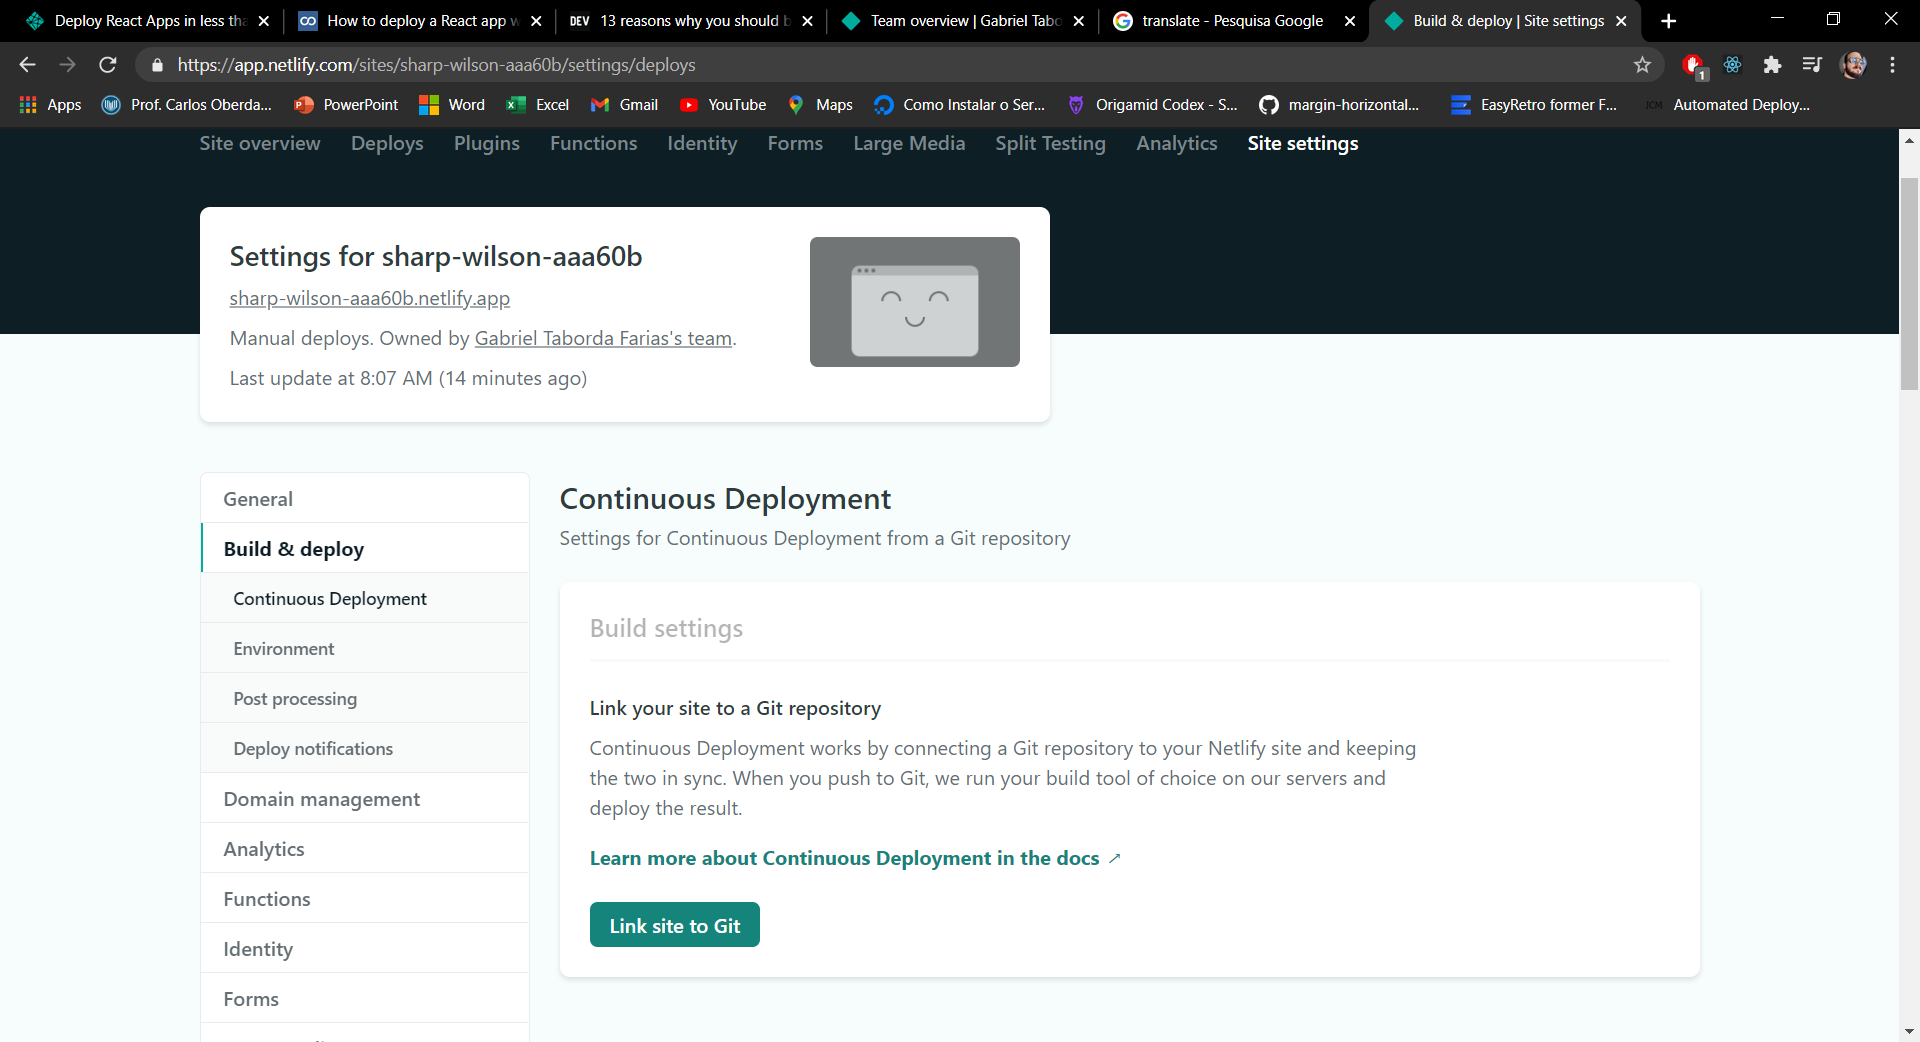 Deploy React Apps in less tha
How to deploy a React app w
DEV 13 reasons why you should b
Team overview | Gabriel Tabo
translate - Pesquisa Google
Build & deploy | Site settings
https://app.netlify.com/sites/sharp-wilson-aaa60b/settings/deploys
1
Apps
Prof. Carlos Oberda...
PowerPoint
Word
Excel
Gmail
YouTube
Maps
Como Instalar o Ser...
Origamid Codex - S...
margin-horizontal...
EasyRetro former F...
JCM Automated Deploy...
Site overview
Deploys
Plugins
Functions
Identity
Forms
Large Media
Split Testing
Analytics
Site settings
Settings for sharp-wilson-aaa60b
sharp-wilson-aaa60b.netlify.app
Manual deploys. Owned by Gabriel Taborda Farias's team.
Last update at 8:07 AM (14 minutes ago)
General
Build & deploy
Continuous Deployment
Environment
Post processing
Deploy notifications
Domain management
Analytics
Functions
Identity
Forms
Continuous Deployment
Settings for Continuous Deployment from a Git repository
Build settings
Link your site to a Git repository
Continuous Deployment works by connecting a Git repository to your Netlify site and keeping
the two in sync. When you push to Git, we run your build tool of choice on our servers and
deploy the result.
Learn more about Continuous Deployment in the docs
Link site to Git